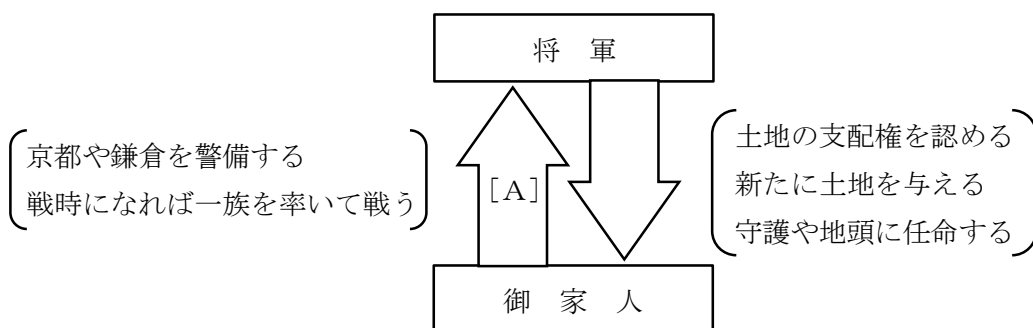 将 軍
京都や鎌倉を警備する
戦時になれば一族を率いて戦う
[A]
土地の支配権を認める
新たに土地を与える
守護や地頭に任命する
御 家 人